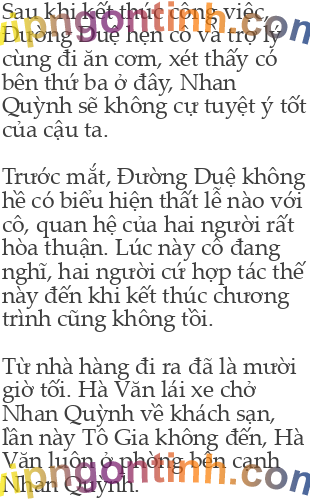 Sau khi kết thúc công việc,
Đường Duệ hẹn cô và trợ lý
cùng đi ăn cơm, xét thấy có
bên thứ ba ở đây, Nhan
Quỳnh sẽ không cự tuyệt ý tốt
của cậu ta.
Trước mắt, Đường Duệ không
hề có biểu hiện thất lễ nào với
cô, quan hệ của hai người rất
hòa thuận. Lúc này cô đang
nghĩ, hai người cứ hợp tác thế
này đến khi kết thúc chương
trình cũng không tồi.
Từ nhà hàng đi ra đã là mười
giờ tối. Hà Văn lái xe chở
Nhan Quỳnh về khách sạn,
lần này Tô Gia không đến, Hà
Văn luôn ở phòng bên cạnh
Nhan Quỳnh.